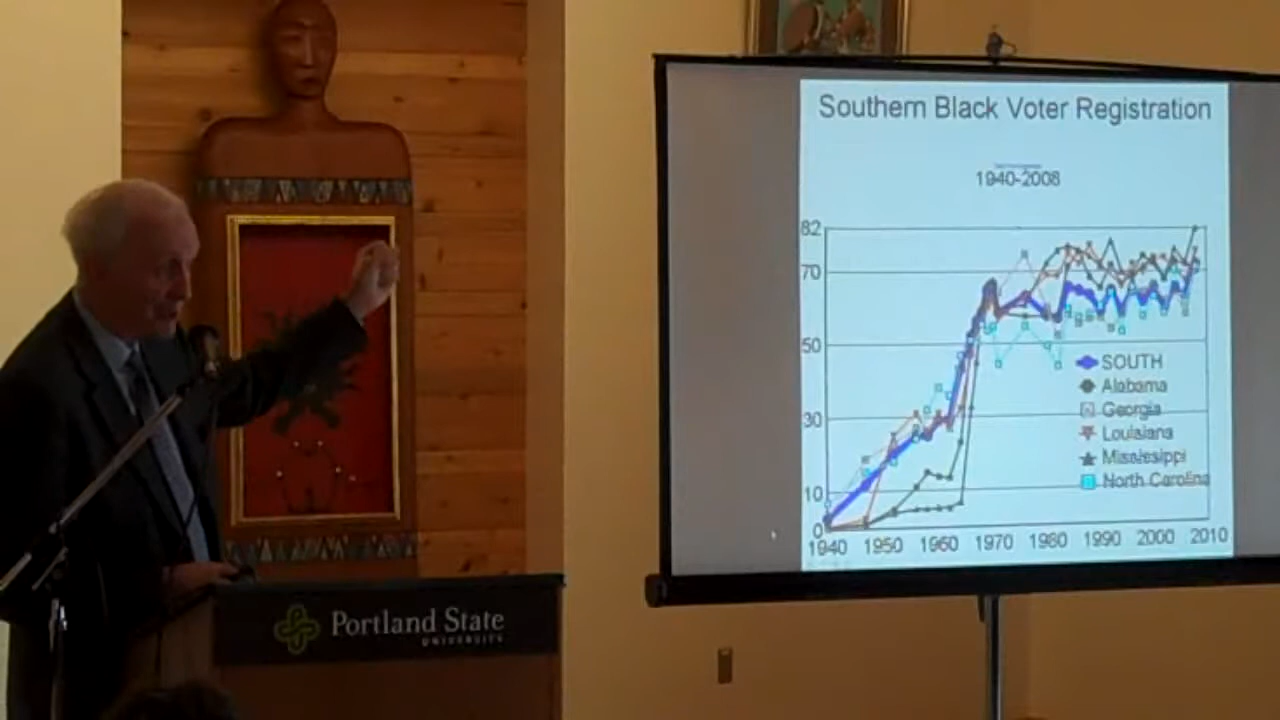 Southern Black Voter Registration
1940-2008
82
70
50
30
10
0
1940 1950 1960 1970 1980 1990 2000 2010
SOUTH
Alabama
Georgia
Louisiana
Mississippi
North Carolina
Portland State
UNIVERSITY